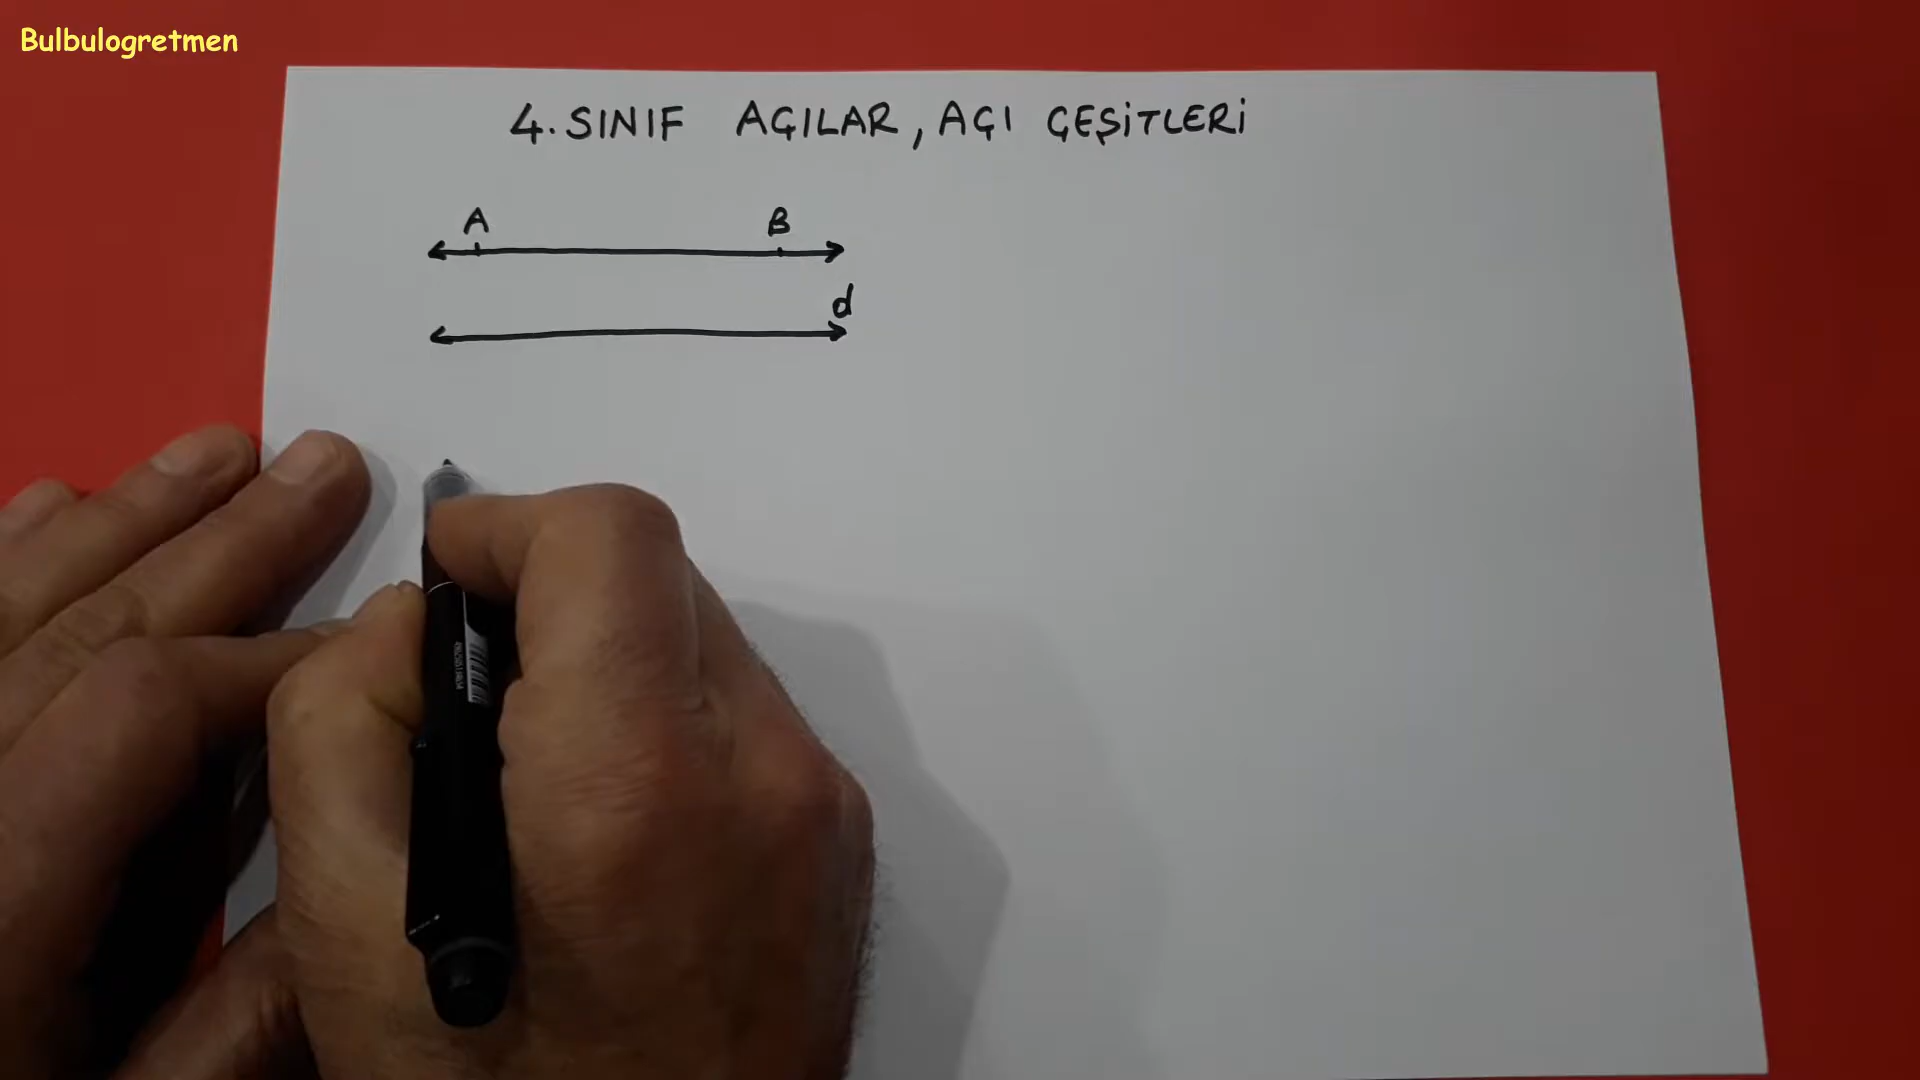 Bulbulogretmen
4. SINIF AÇILAR, AÇI ÇEŞİTLERİ
A B
d